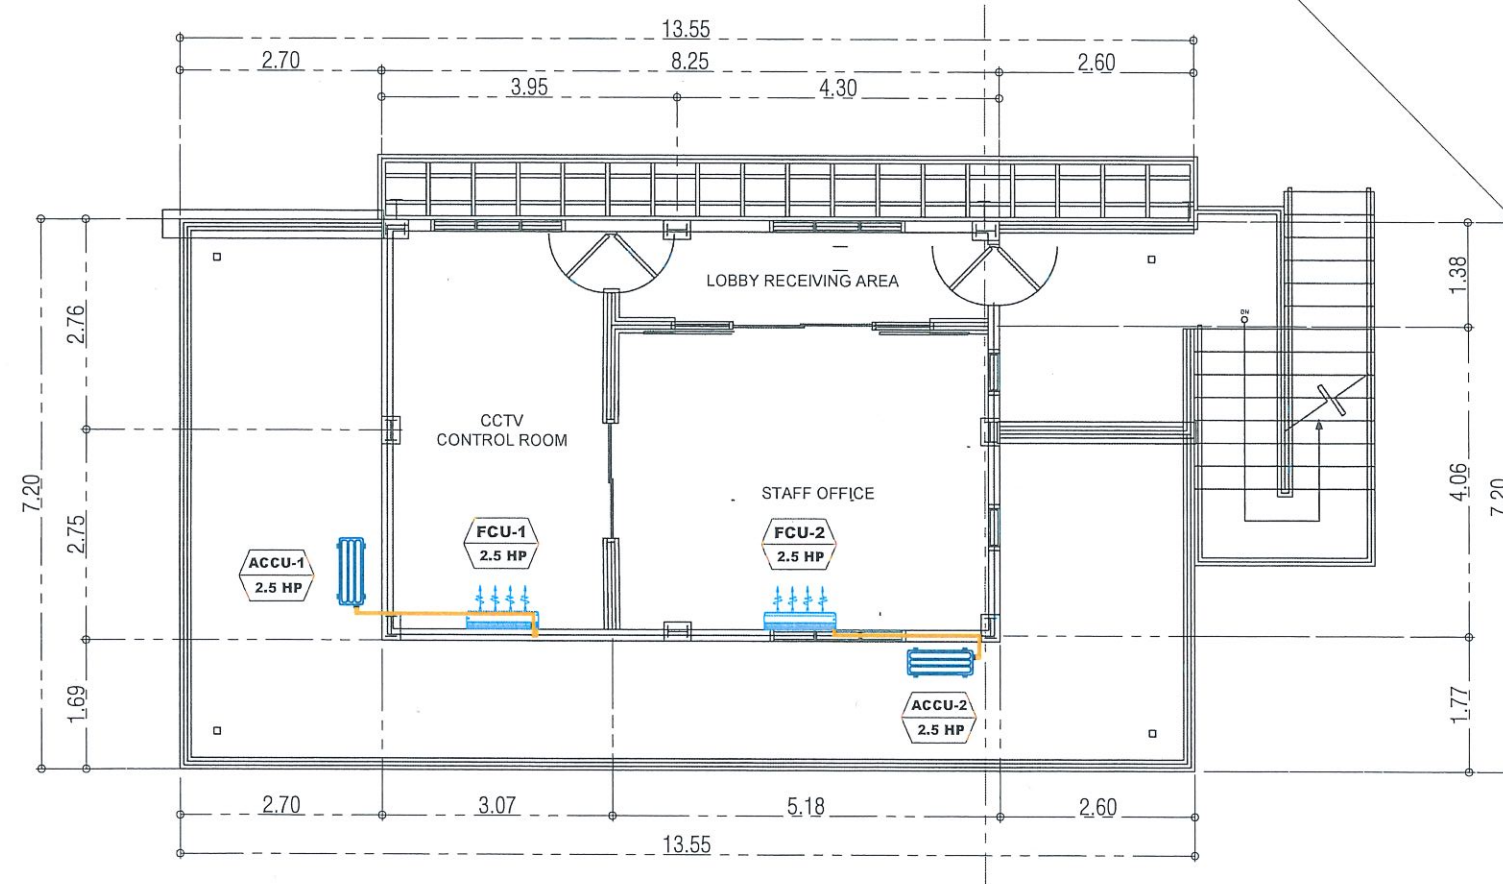 13.55
2.70
8.25
2.60
3.95
4.30
LOBBY RECEIVING AREA
1.38
2.76
DN
CCTV
CONTROL ROOM
7.20
4.06
7.20
STAFF OFFICE
2.75
FCU-1
2.5 HP
FCU-2
2.5 HP
ACCU-1
2.5 HP
1.69
ACCU-2
2.5 HP
1.77
2.70
3.07
5.18
2.60
13.55